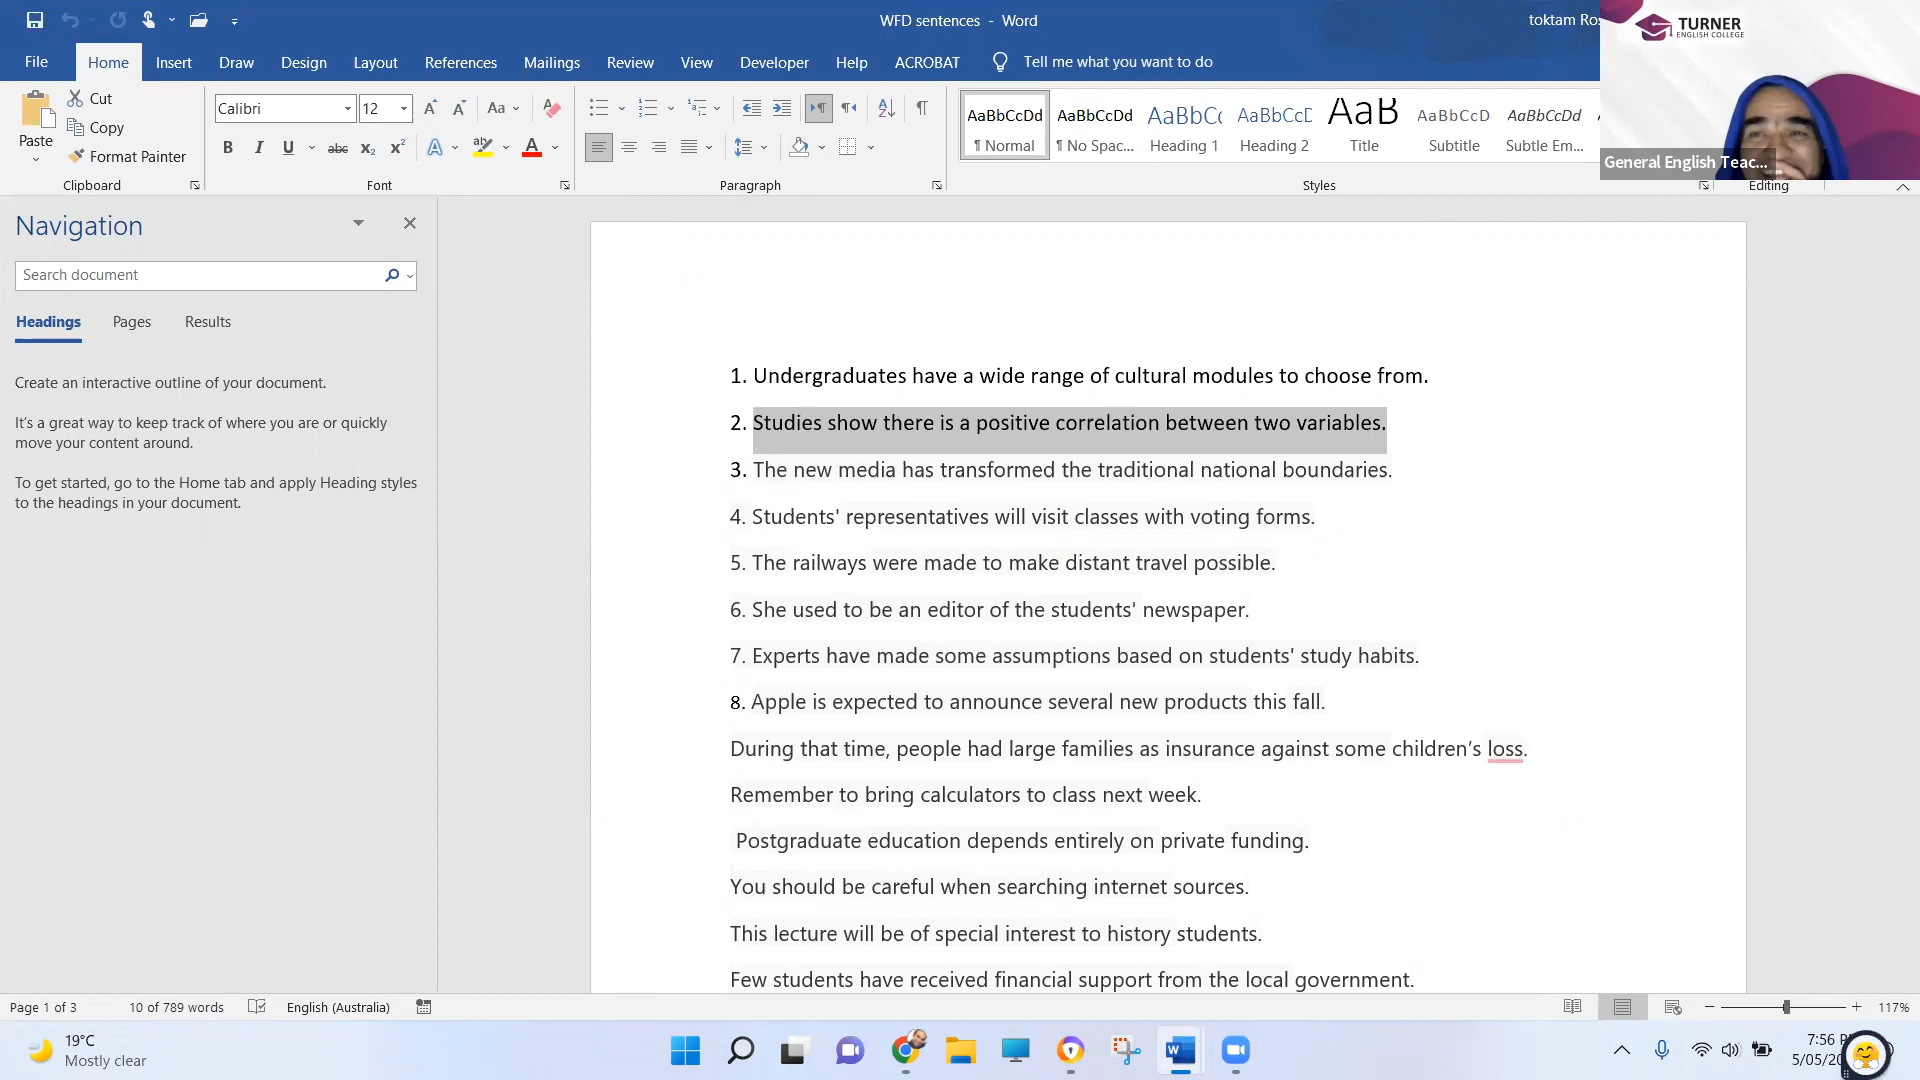 WFD sentences - Word
toktam Ros
TURNER
ENGLISH COLLEGE
File Home Insert Draw Design Layout References Mailings Review View Developer Help ACROBAT Tell me what you want to do
Paste
Cut
Copy
Format Painter
Clipboard
Calibri 12
Aa
B I U abc x₂ x² A ab A
Font
Paragraph
AaBbCcDd
¶ Normal
AaBbCcDd
¶ No Spac...
AaBbCc
Heading 1
AaBbCcD
Heading 2
AaB
Title
AaBbCcD
Subtitle
AaBbCcDd
Subtle Em...
Styles
Editing
General English Teac...
Navigation
Search document
Headings Pages Results
Create an interactive outline of your document.
It's a great way to keep track of where you are or quickly
move your content around.
To get started, go to the Home tab and apply Heading styles
to the headings in your document.
1. Undergraduates have a wide range of cultural modules to choose from.
2. Studies show there is a positive correlation between two variables.
3. The new media has transformed the traditional national boundaries.
4. Students' representatives will visit classes with voting forms.
5. The railways were made to make distant travel possible.
6. She used to be an editor of the students' newspaper.
7. Experts have made some assumptions based on students' study habits.
8. Apple is expected to announce several new products this fall.
During that time, people had large families as insurance against some children's loss.
Remember to bring calculators to class next week.
Postgraduate education depends entirely on private funding.
You should be careful when searching internet sources.
This lecture will be of special interest to history students.
Few students have received financial support from the local government.
Page 1 of 3 10 of 789 words English (Australia) 117%
19°C
Mostly clear
7:56 P
5/05/20